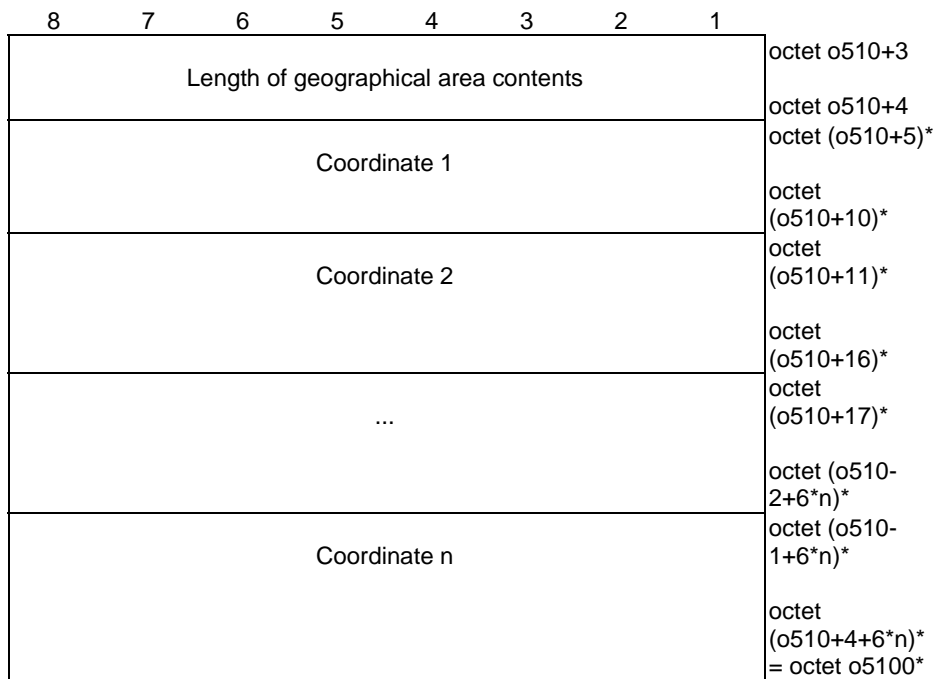 8 7 6 5 4 3 2 1
Length of geographical area contents
octet o510+3
octet o510+4
Coordinate 1
octet (o510+5)*
octet
(o510+10)*
Coordinate 2
octet
(o510+11)*
octet
(o510+16)*
...
octet
(o510+17)*
octet (o510-
2+6*n)*
Coordinate n
octet (o510-
1+6*n)*
octet
(o510+4+6*n)*
= octet o5100*